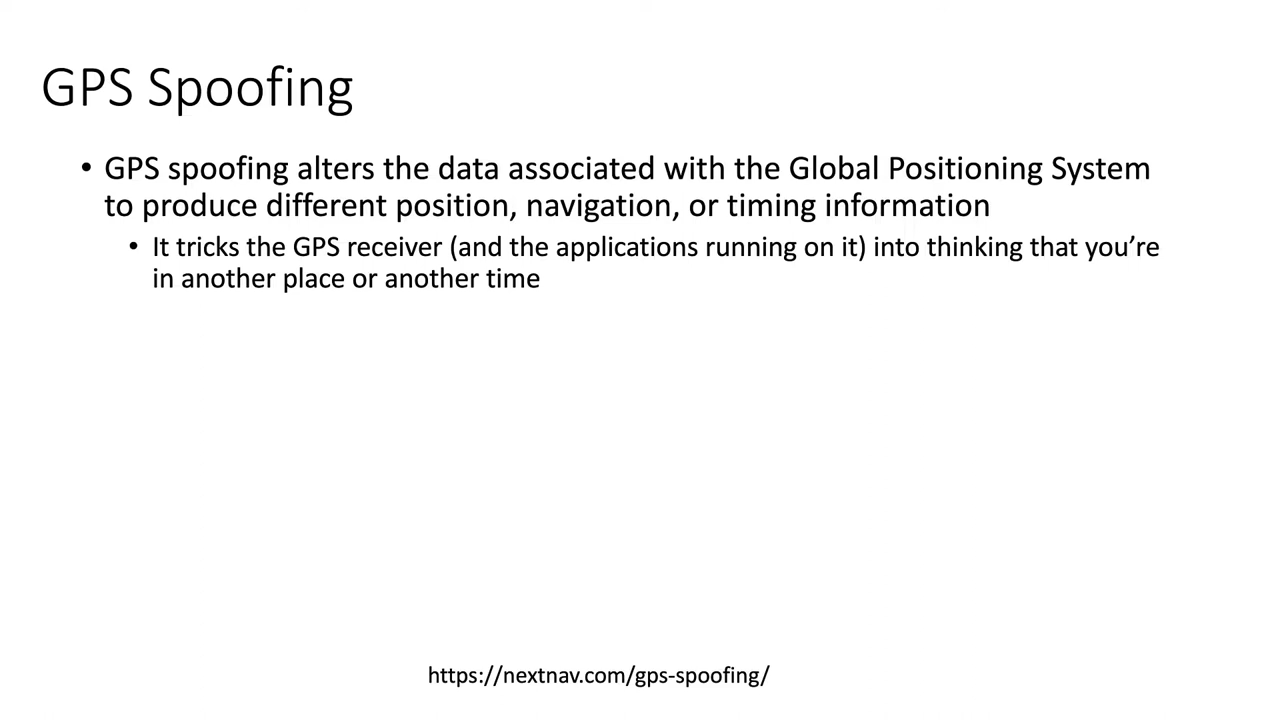 GPS Spoofing
• GPS spoofing alters the data associated with the Global Positioning System
to produce different position, navigation, or timing information
• It tricks the GPS receiver (and the applications running on it) into thinking that you’re
in another place or another time
https://nextnav.com/gps-spoofing/